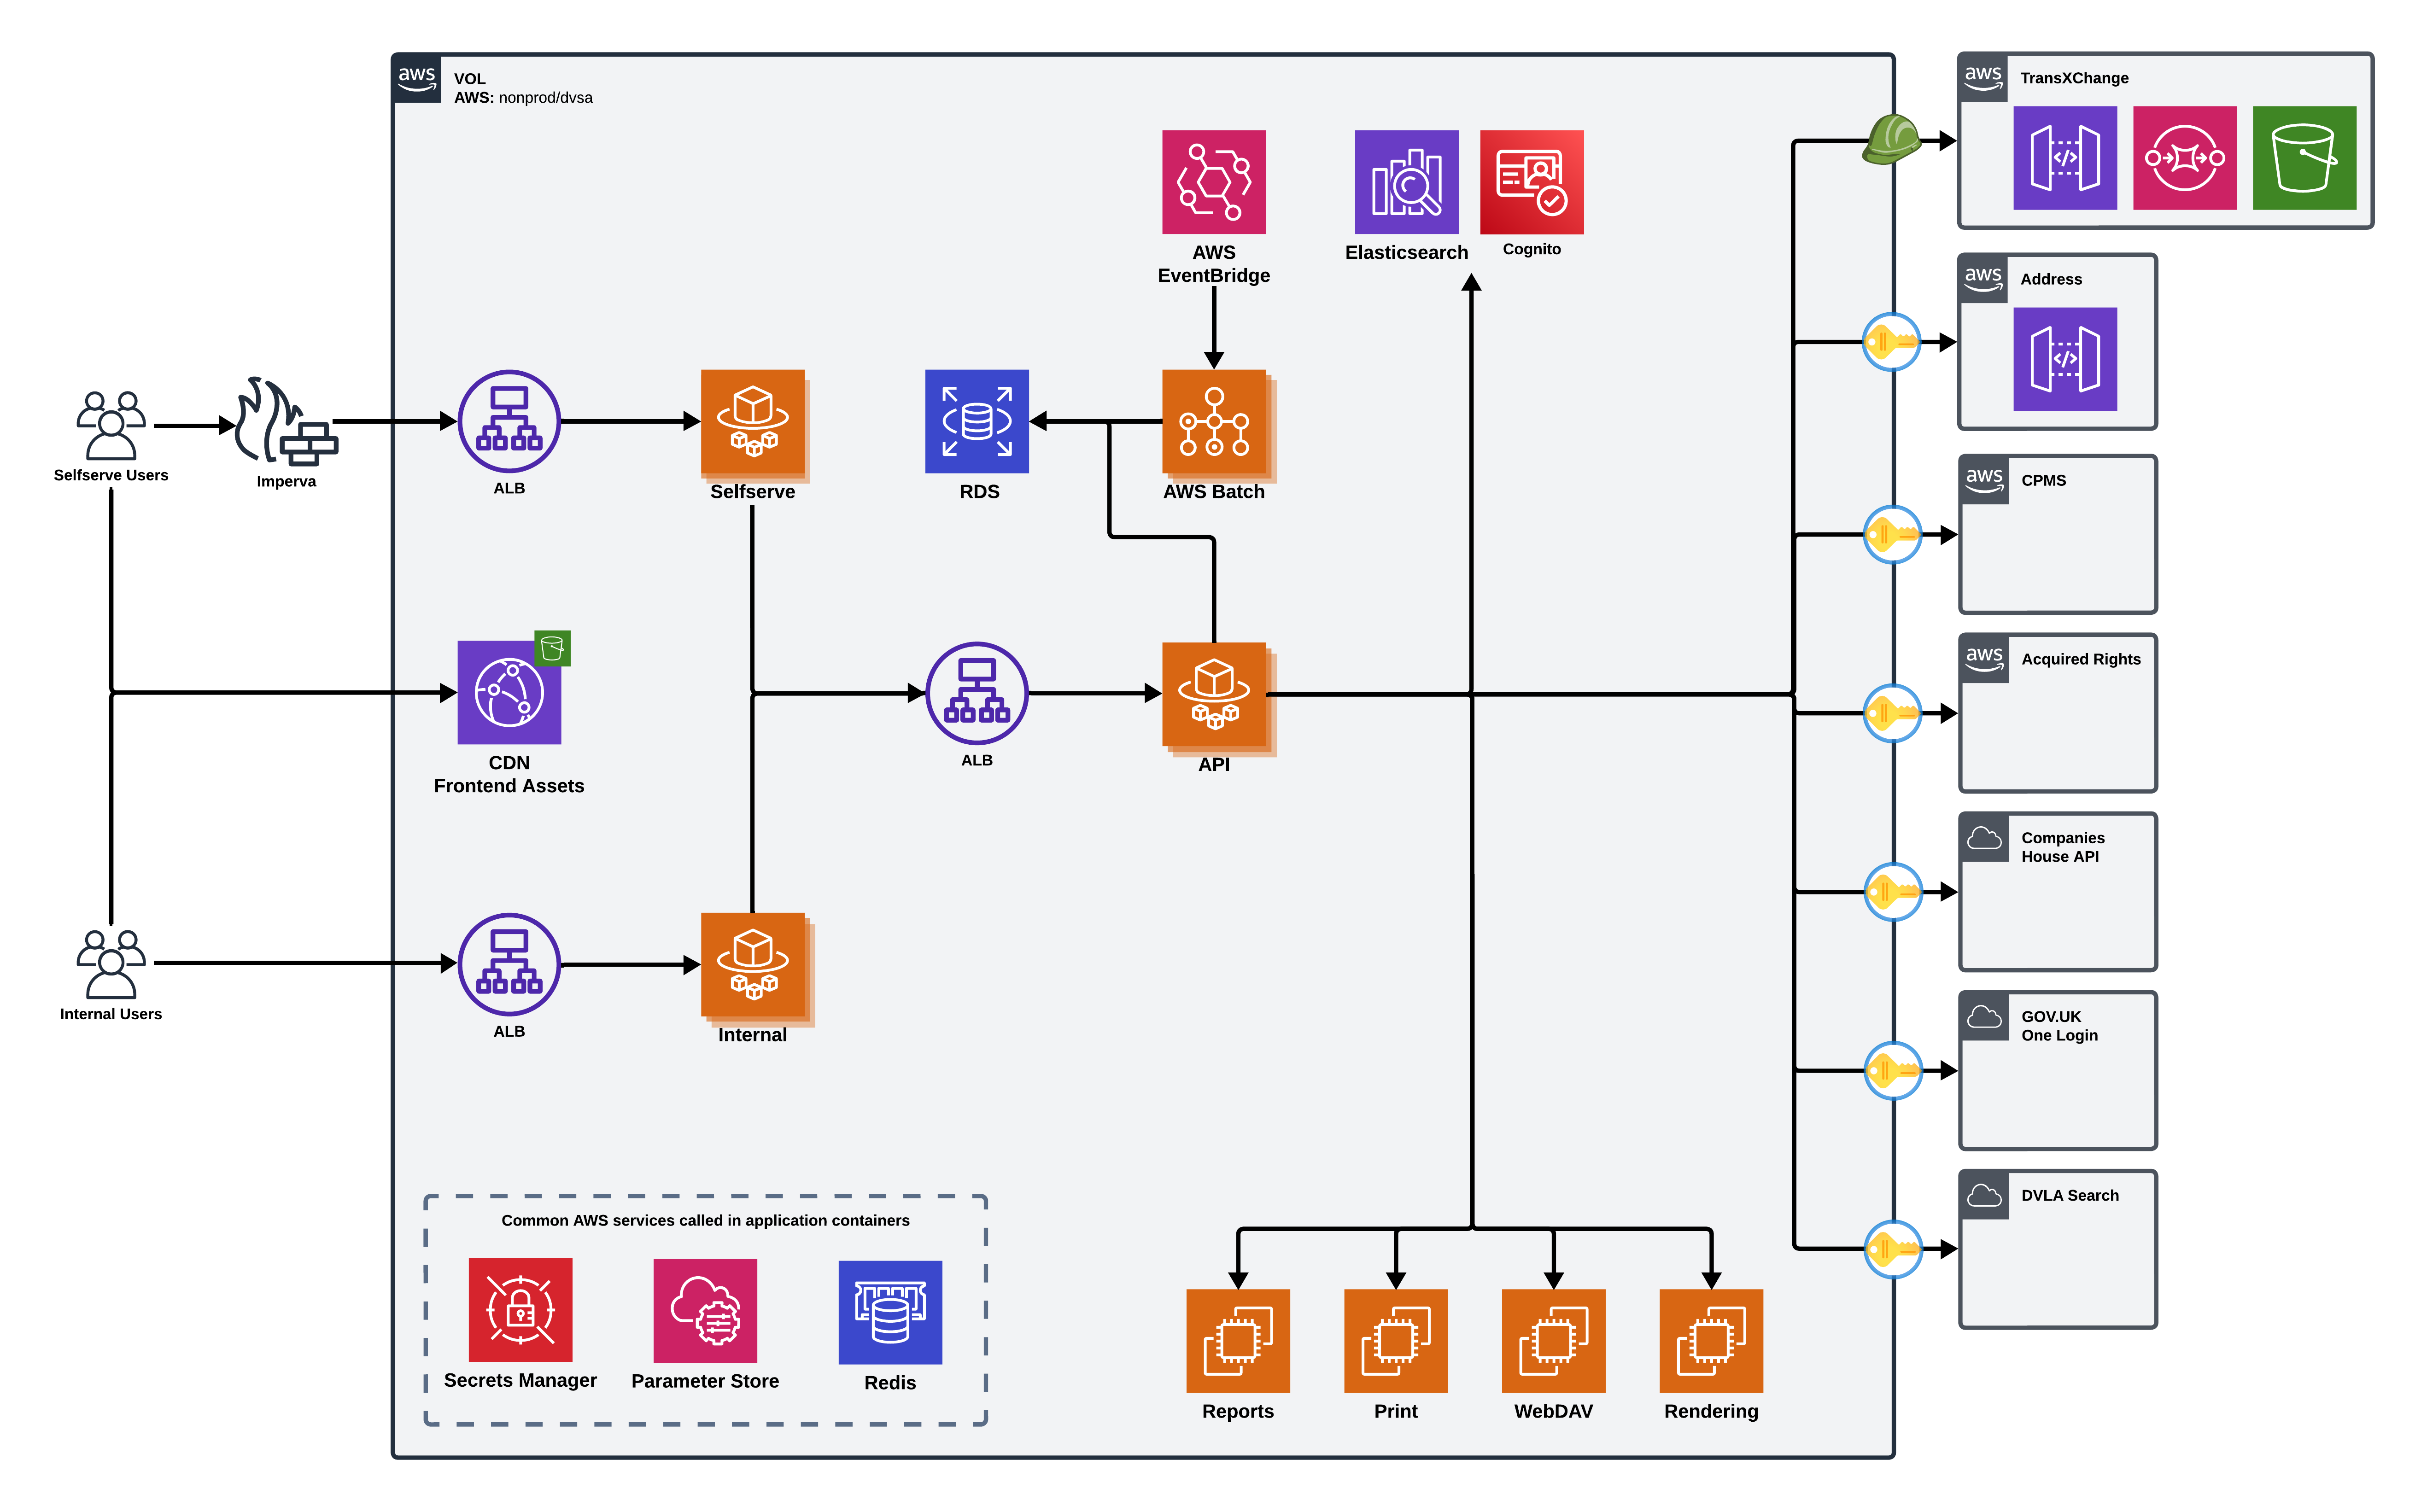 aws
VOL
AWS: nonprod/dvsa
aws
TransXChange
AWS
EventBridge
Elasticsearch
Cognito
aws
Address
Selfserve Users
Imperva
ALB
Selfserve
RDS
AWS Batch
aws
CPMS
CDN
Frontend Assets
ALB
API
aws
Acquired Rights
Companies
House API
Internal Users
ALB
Internal
GOV.UK
One Login
DVLA Search
Common AWS services called in application containers
Secrets Manager
Parameter Store
Redis
Reports
Print
WebDAV
Rendering